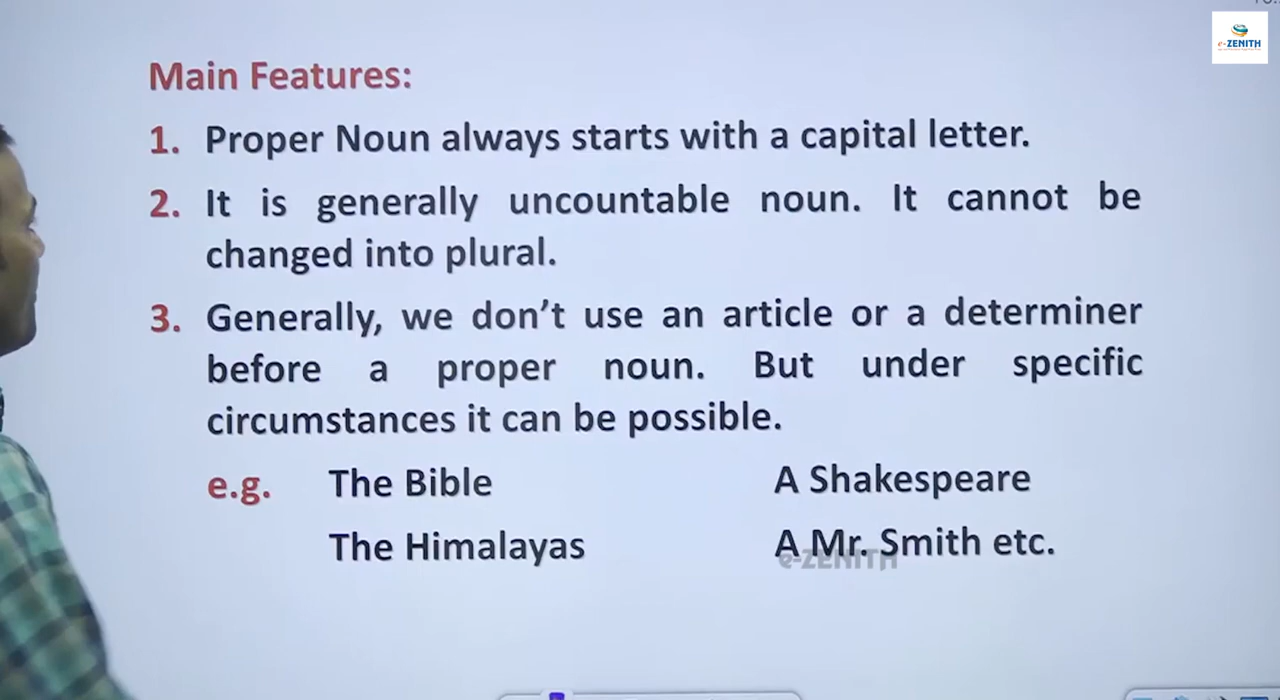 e-ZENITH
Main Features:
1. Proper Noun always starts with a capital letter.
2. It is generally uncountable noun. It cannot be
changed into plural.
3. Generally, we don't use an article or a determiner
before a proper noun. But under specific
circumstances it can be possible.
e.g. The Bible A Shakespeare
The Himalayas A Mr. Smith etc.
e-ZENITH